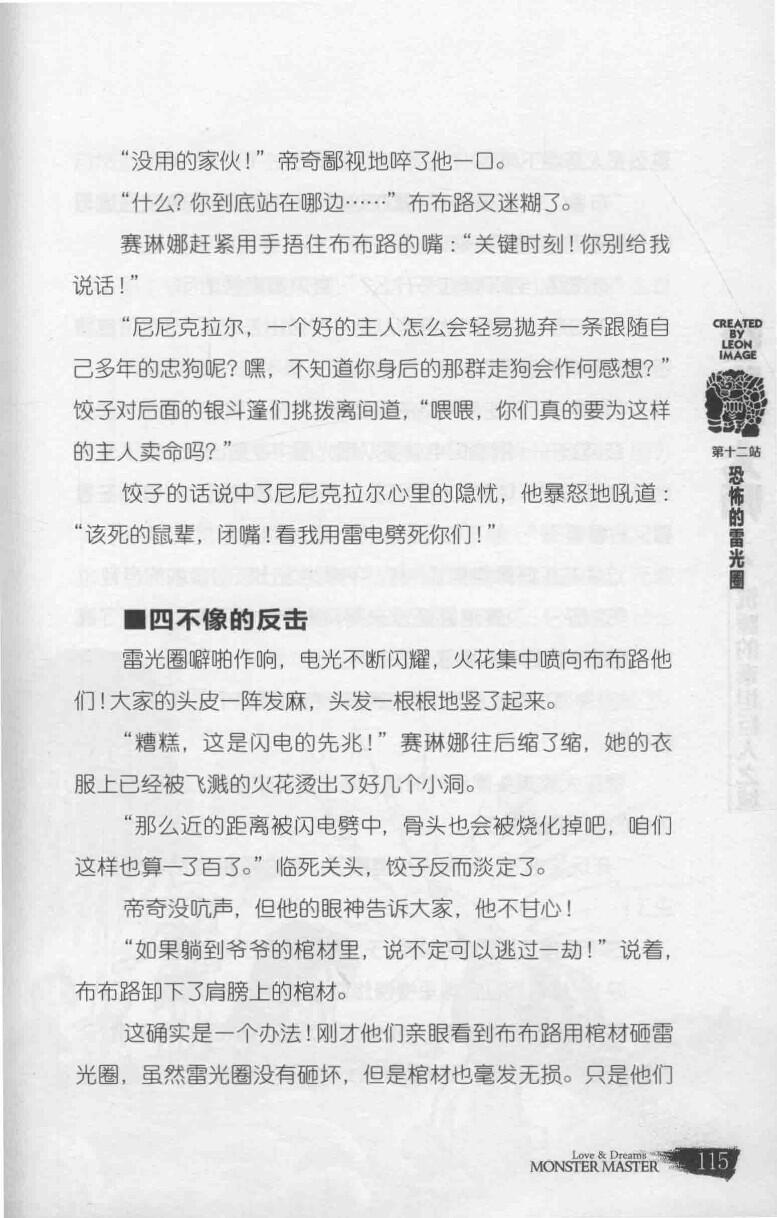 “没用的家伙！”帝奇鄙视地啐了他一口。
“什么？你到底站在哪边……”布布路又迷糊了。
赛琳娜赶紧用手捂住布布路的嘴：“关键时刻！你别给我
说话！”
“尼尼克拉尔，一个好的主人怎么会轻易抛弃一条跟随自
己多年的忠狗呢？嘿，不知道你身后的那群走狗会作何感想？”
饺子对后面的银斗篷们挑拨离间道，“喂喂，你们真的要为这样
的主人卖命吗？”
饺子的话说中了尼尼克拉尔心里的隐忧，他暴怒地吼道：
“该死的鼠辈，闭嘴！看我用雷电劈死你们！”
■四不像的反击
雷光圈噼啪作响，电光不断闪耀，火花集中喷向布布路他
们！大家的头皮一阵发麻，头发一根根地竖了起来。
“糟糕，这是闪电的先兆！”赛琳娜往后缩了缩，她的衣
服上已经被飞溅的火花烫出了好几个小洞。
“那么近的距离被闪电劈中，骨头也会被烧化掉吧，咱们
这样也算一了百了。”临死关头，饺子反而淡定了。
帝奇没吭声，但他的眼神告诉大家，他不甘心！
“如果躺到爷爷的棺材里，说不定可以逃过一劫！”说着，
布布路卸下了肩膀上的棺材。
这确实是一个办法！刚才他们亲眼看到布布路用棺材砸雷
光圈，虽然雷光圈没有砸坏，但是棺材也毫发无损。只是他们
CREATED
BY
LEON
IMAGE
第十二站
恐怖的雷光圈
Love & Dreams
MONSTER MASTER
115